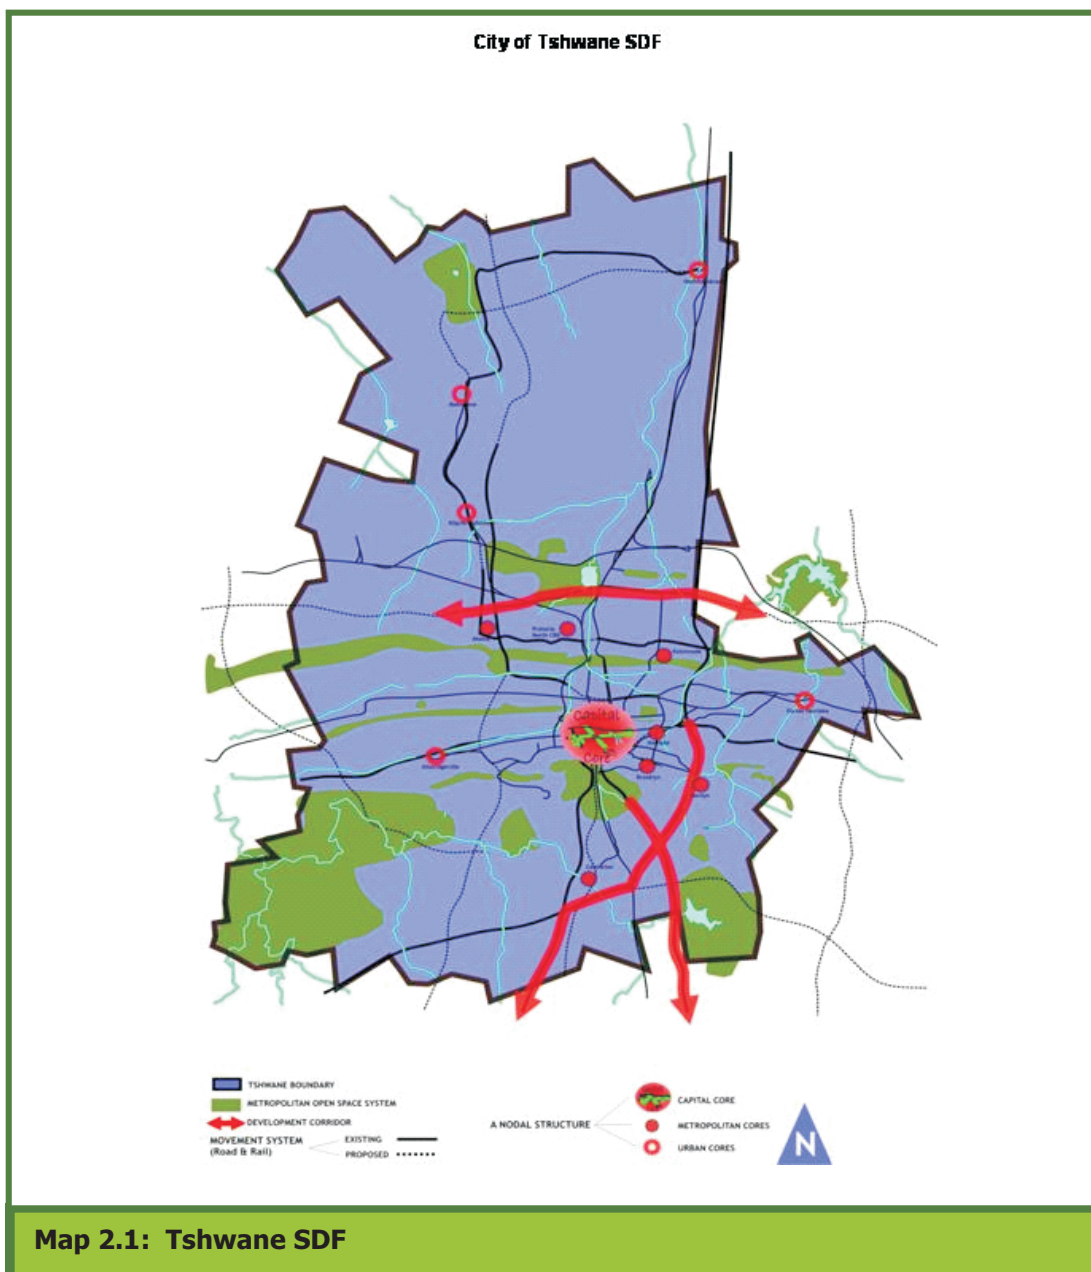 City of Tshwane SDF
Pretoria
North CBD
Capital
Core
Brooklyn
TSHWANE BOUNDARY
METROPOLITAN OPEN SPACE SYSTEM
DEVELOPMENT CORRIDOR
MOVEMENT SYSTEM
(Road & Rail)
EXISTING
PROPOSED
A NODAL STRUCTURE
CAPITAL CORE
METROPOLITAN CORES
URBAN CORES
N
Map 2.1: Tshwane SDF